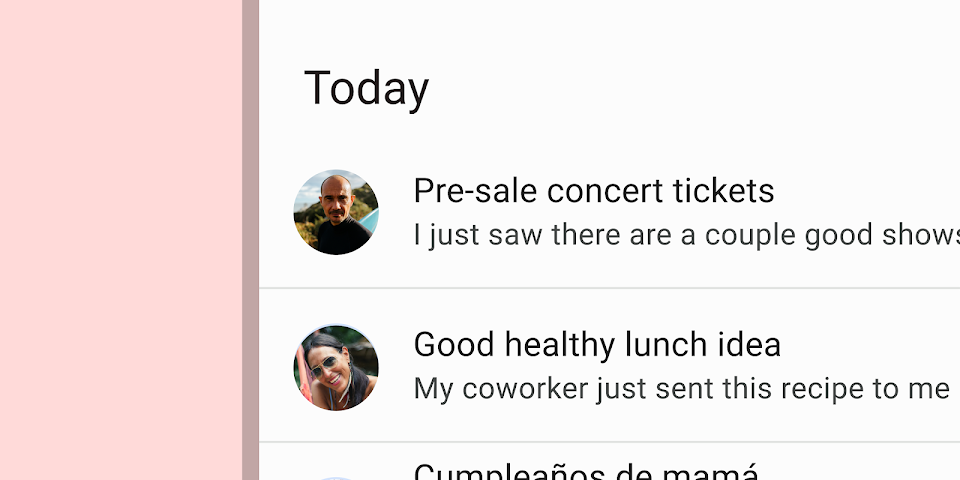 Today
Pre-sale concert tickets
I just saw there are a couple good shows
Good healthy lunch idea
My coworker just sent this recipe to me
Cumpleaños de mamá